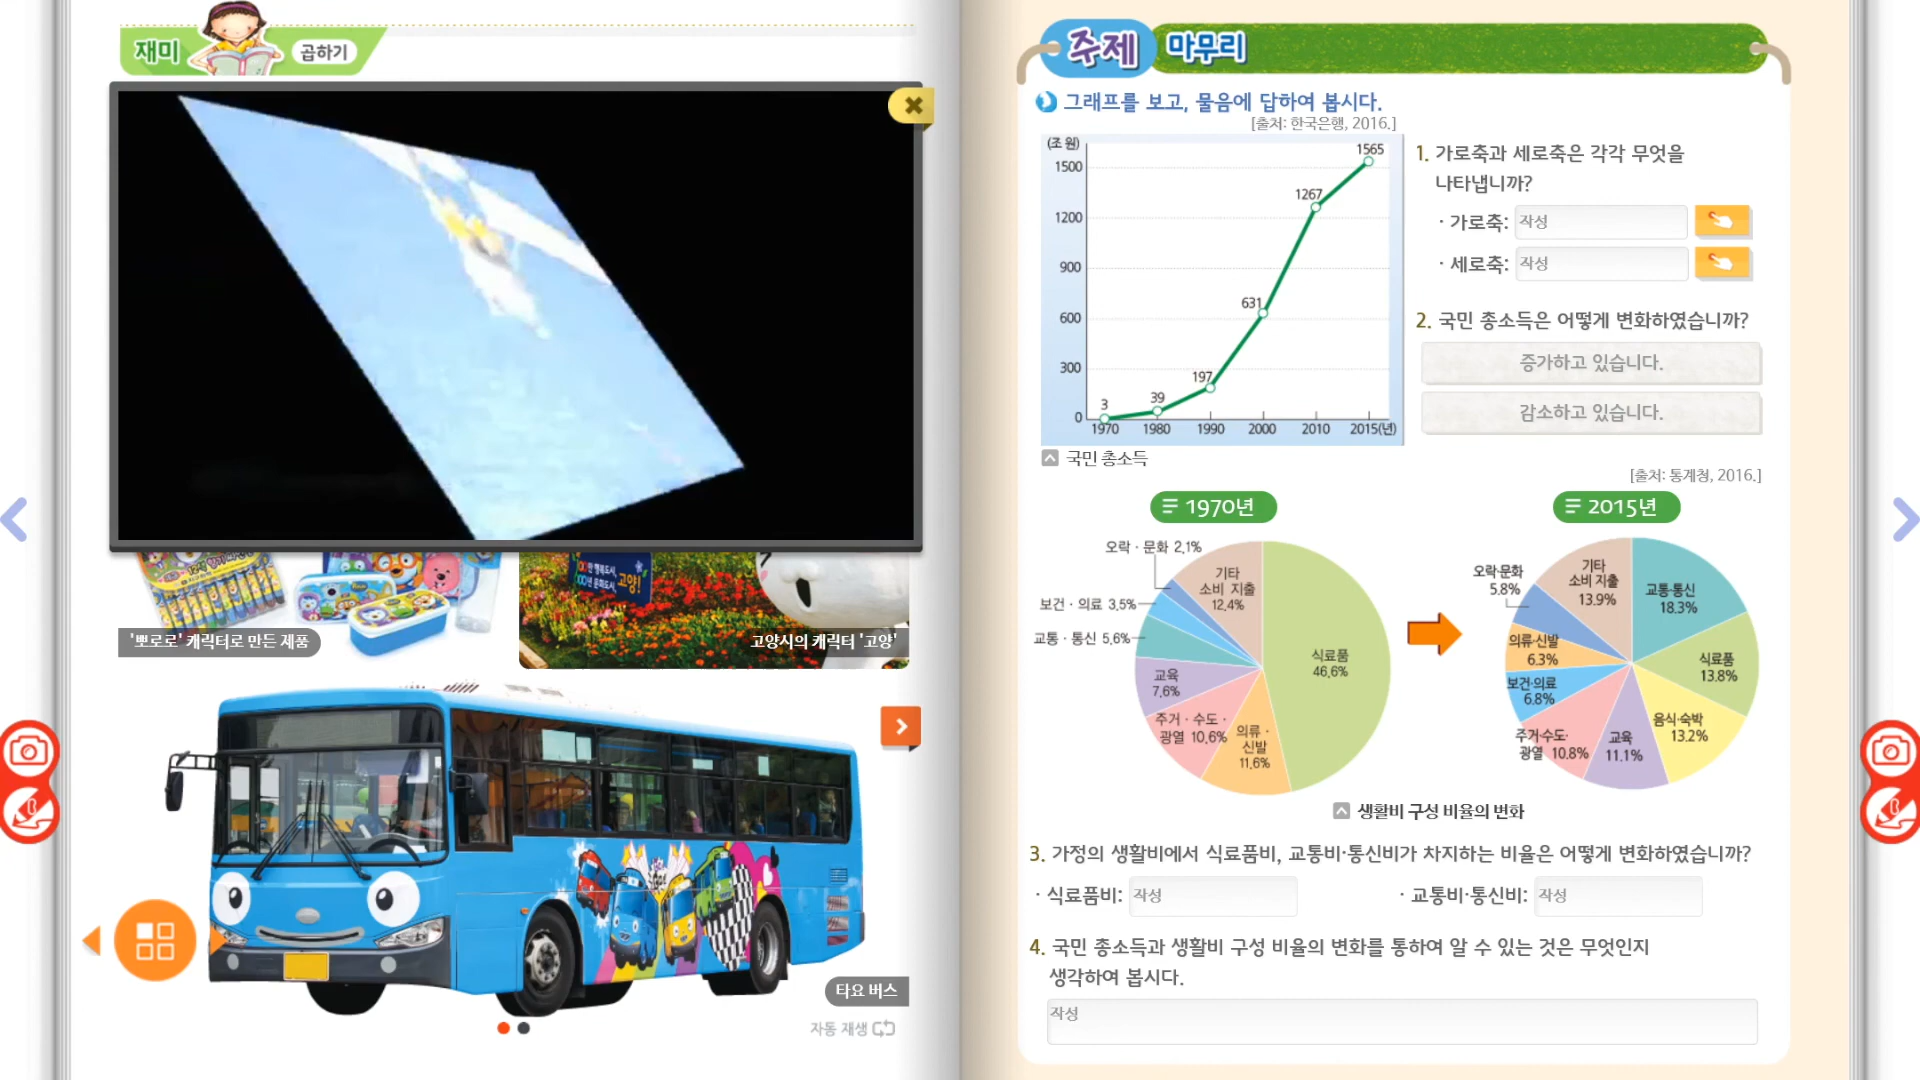 재미 곱하기
'뽀로로' 캐릭터로 만든 제품
고양!
고양시의 캐릭터 '고양'
타요 버스
자동 재생
주제 마무리
그래프를 보고, 물음에 답하여 봅시다.
[출처: 한국은행, 2016.]
(조 원)
1500
1200
900
600
300
0
3
39
197
631
1267
1565
1970 1980 1990 2000 2010 2015(년)
국민 총소득
1. 가로축과 세로축은 각각 무엇을
나타냅니까?
· 가로축: 작성
· 세로축: 작성
2. 국민 총소득은 어떻게 변화하였습니까?
증가하고 있습니다.
감소하고 있습니다.
[출처: 통계청, 2016.]
1970년
오락 · 문화 2.1%
보건 · 의료 3.5%
교통 · 통신 5.6%
교육
7.6%
주거 · 수도 ·
광열 10.6%
의류 ·
신발
11.6%
식료품
46.6%
기타
소비 지출
12.4%
2015년
기타
소비 지출
13.9%
교통·통신
18.3%
식료품
13.8%
음식·숙박
13.2%
교육
11.1%
주거·수도·
광열 10.8%
보건·의료
6.8%
의류·신발
6.3%
오락·문화
5.8%
생활비 구성 비율의 변화
3. 가정의 생활비에서 식료품비, 교통비·통신비가 차지하는 비율은 어떻게 변화하였습니까?
· 식료품비: 작성
· 교통비·통신비: 작성
4. 국민 총소득과 생활비 구성 비율의 변화를 통하여 알 수 있는 것은 무엇인지
생각하여 봅시다.
작성